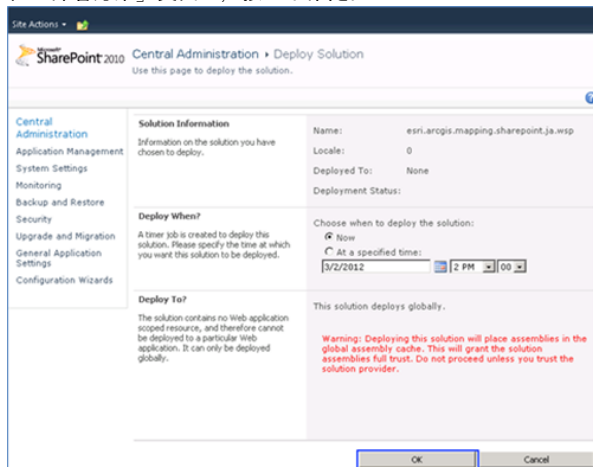 Site Actions
Microsoft
SharePoint 2010
Central Administration ▸ Deploy Solution
Use this page to deploy the solution.
Central Administration
Application Management
System Settings
Monitoring
Backup and Restore
Security
Upgrade and Migration
General Application Settings
Configuration Wizards
Solution Information
Information on the solution you have
chosen to deploy.
Name: esri.arcgis.mapping.sharepoint.ja.wsp
Locale: 0
Deployed To: None
Deployment Status:
Deploy When?
A timer job is created to deploy this
solution. Please specify the time at which
you want this solution to be deployed.
Choose when to deploy the solution:
Now
At a specified time:
3/2/2012 2 PM 00
Deploy To?
The solution contains no Web application
scoped resource, and therefore cannot
be deployed to a particular Web
application. It can only be deployed
globally.
This solution deploys globally.
Warning: Deploying this solution will place assemblies in the
global assembly cache. This will grant the solution
assemblies full trust. Do not proceed unless you trust the
solution provider.
OK Cancel